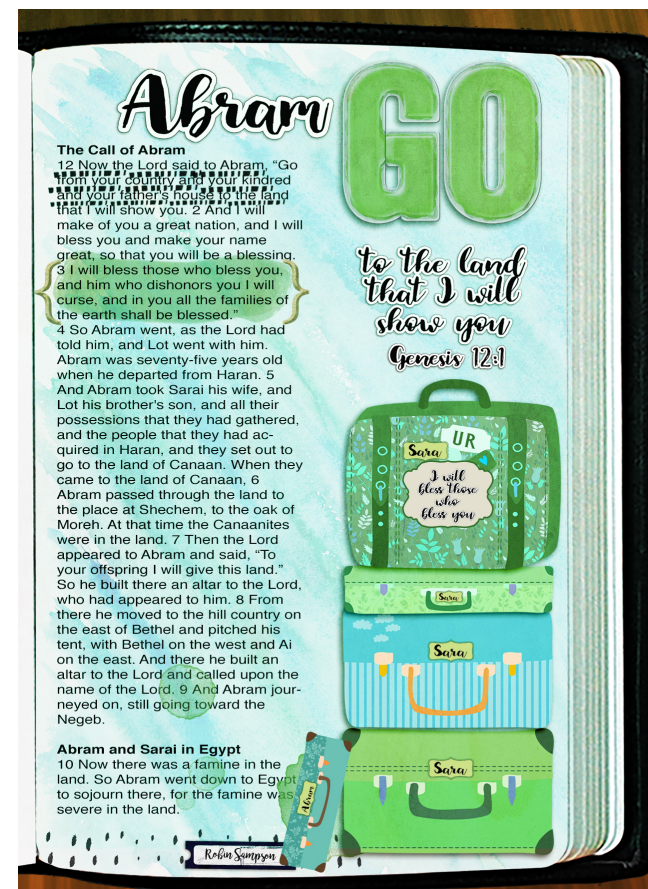 Abram
GO
The Call of Abram
12 Now the Lord said to Abram, “Go
from your country and your kindred
and your father's house to the land
that I will show you. 2 And I will
make of you a great nation, and I will
bless you and make your name
great, so that you will be a blessing.
3 I will bless those who bless you,
and him who dishonors you I will
curse, and in you all the families of
the earth shall be blessed.”
4 So Abram went, as the Lord had
told him, and Lot went with him.
Abram was seventy-five years old
when he departed from Haran. 5
And Abram took Sarai his wife, and
Lot his brother's son, and all their
possessions that they had gathered,
and the people that they had ac-
quired in Haran, and they set out to
go to the land of Canaan. When they
came to the land of Canaan, 6
Abram passed through the land to
the place at Shechem, to the oak of
Moreh. At that time the Canaanites
were in the land. 7 Then the Lord
appeared to Abram and said, “To
your offspring I will give this land.”
So he built there an altar to the Lord,
who had appeared to him. 8 From
there he moved to the hill country on
the east of Bethel and pitched his
tent, with Bethel on the west and Ai
on the east. And there he built an
altar to the Lord and called upon the
name of the Lord. 9 And Abram jour-
neyed on, still going toward the
Negeb.
Abram and Sarai in Egypt
10 Now there was a famine in the
land. So Abram went down to Egypt
to sojourn there, for the famine was
severe in the land.
to the land
that I will
show you
Genesis 12:1
UR
Sara
I will
bless those
who
bless you
Sara
Sara
Sara
Abram
Robin Sampson